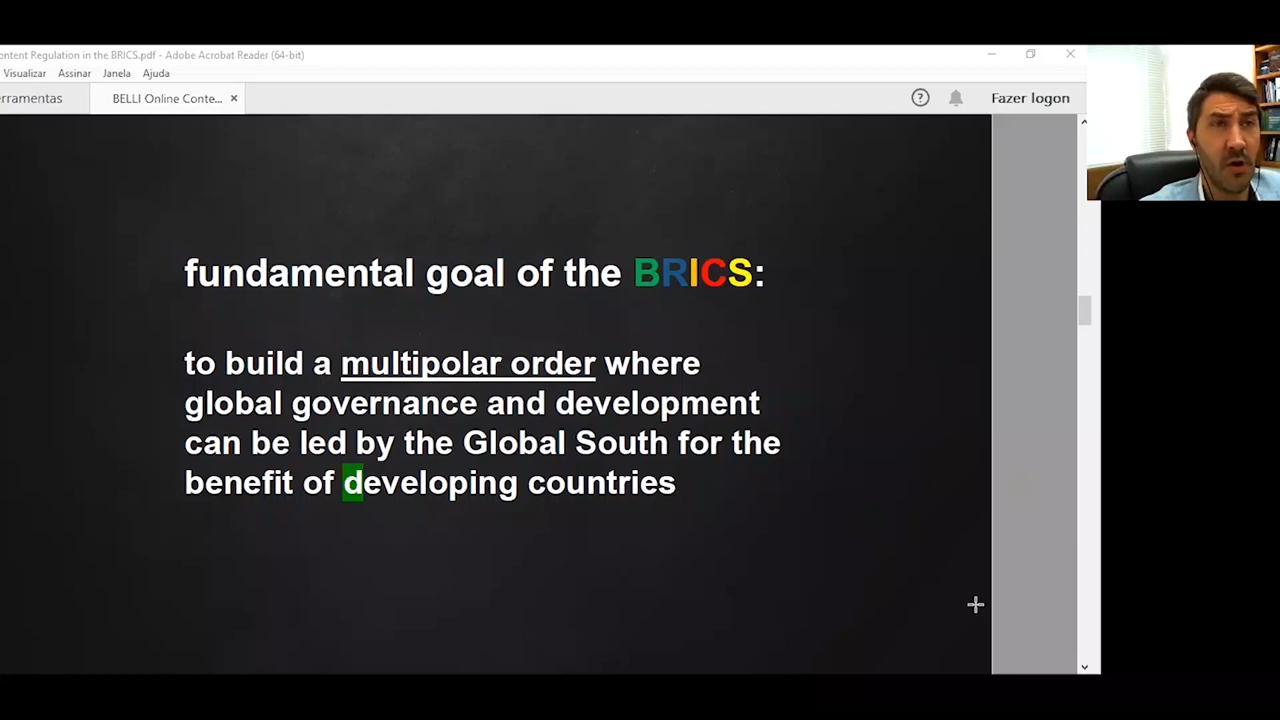 ontent Regulation in the BRICS.pdf - Adobe Acrobat Reader (64-bit)
Visualizar Assinar Janela Ajuda
erramentas BELLI Online Conte... × Fazer logon
fundamental goal of the BRICS:
to build a multipolar order where
global governance and development
can be led by the Global South for the
benefit of developing countries